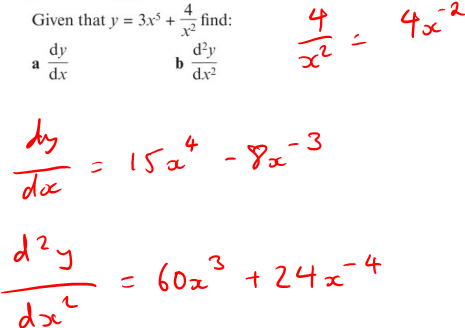 Given that y = 3x⁵ + 4/x² find:
a dy/dx b d²y/dx²
4/x² = 4x⁻²
dy/dx = 15x⁴ - 8x⁻³
d²y/dx² = 60x³ + 24x⁻⁴